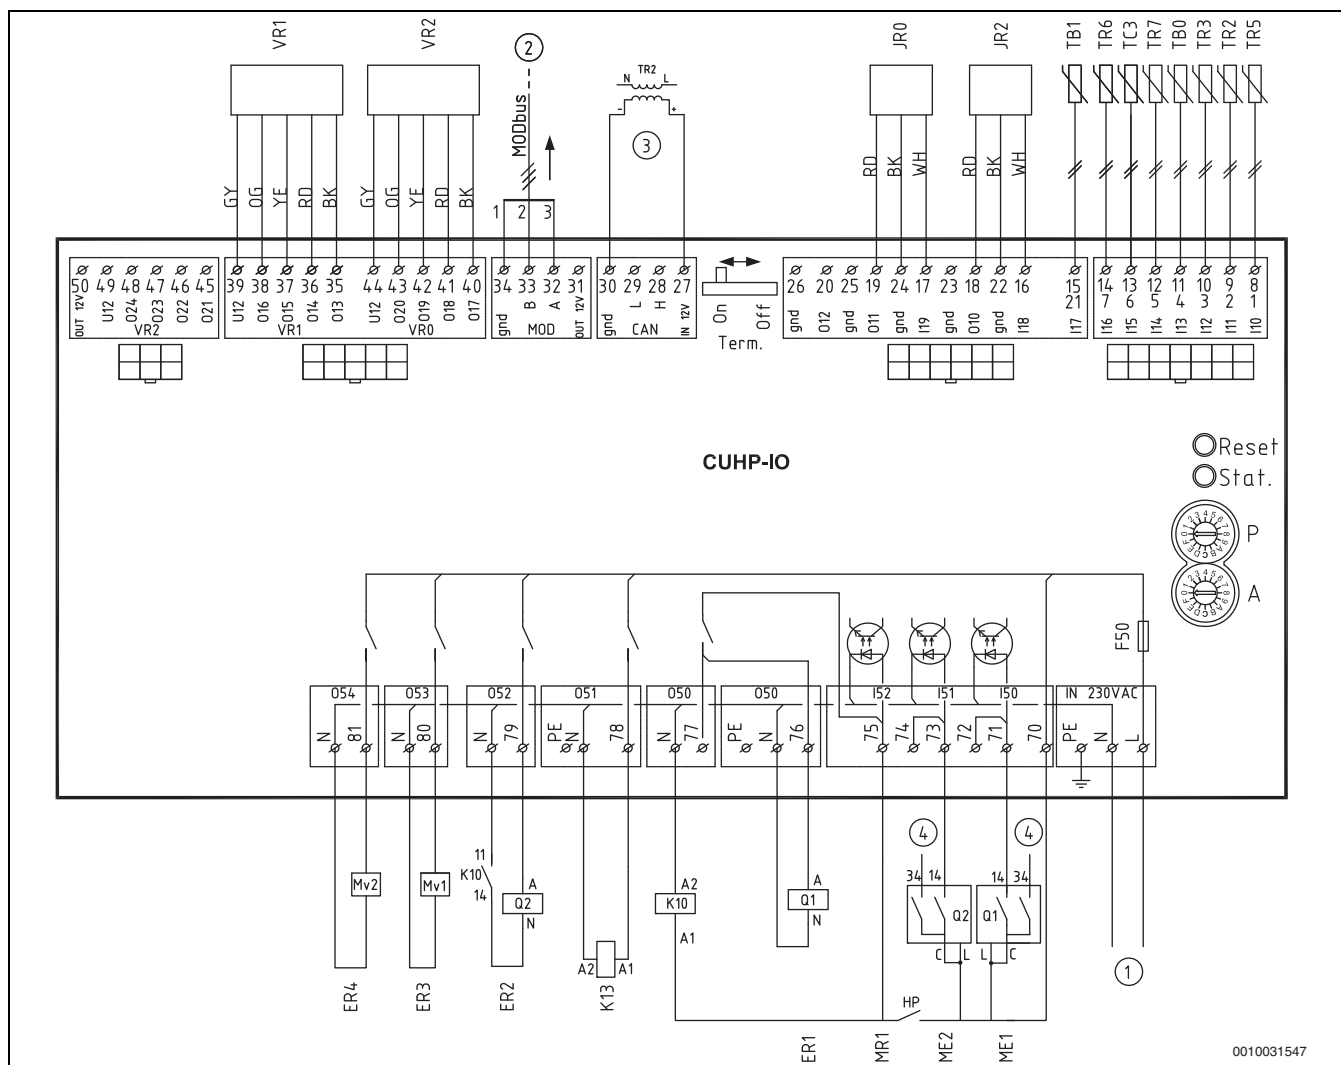 VR1 VR2 2 JR0 JR2 TB1 TR6 TC3 TR7 TB0 TR3 TR2 TR5
N TR2 L
- +
3
MODbus
GY OG YE RD BK GY OG YE RD BK RD BK WH RD BK WH
1 2 3
50 49 48 47 46 45 39 38 37 36 35 44 43 42 41 40 34 33 32 31 30 29 28 27 26 20 25 19 24 17 23 18 22 16 15 14 13 12 11 10 9 8
21 7 6 5 4 3 2 1
OUT 12V U12 O24 O23 O22 O21 U12 O16 O15 O14 O13 U12 O20 O19 O18 O17 gnd B A OUT 12V gnd L H IN 12V gnd O12 gnd O11 gnd I19 gnd O10 gnd I18 I17 I16 I15 I14 I13 I12 I11 I10
VR2 VR1 VR0 MOD CAN
On Off
Term.
CUHP-IO
Reset
Stat.
P
A
F50
O54 O53 O52 O51 O50 O50 I52 I51 I50 IN 230VAC
N 81 N 80 N 79 PE N 78 N 77 PE N 76 75 74 73 72 71 70 PE N L
4 4
11
K10
14
A
Q2
N
Mv2 Mv1
A2
K10
A1
A
Q1
N
34 14 14 34
Q2 Q1
C L L C
A2 A1
1
HP
ER4 ER3 ER2 K13 ER1 MR1 ME2 ME1
0010031547